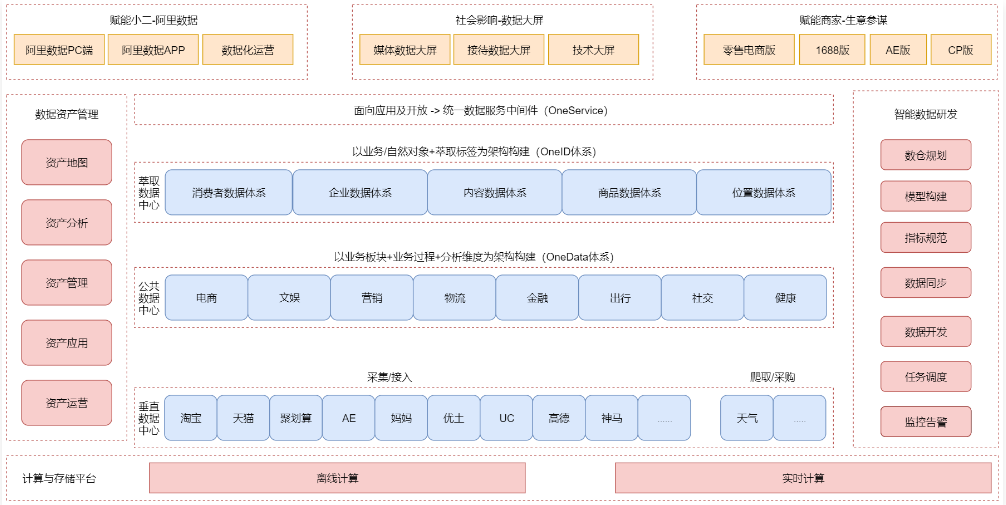 赋能小二-阿里数据
社会影响-数据大屏
赋能商家-生意参谋
阿里数据PC端
阿里数据APP
数据化运营
媒体数据大屏
接待数据大屏
技术大屏
零售电商版
1688版
AE版
CP版
数据资产管理
资产地图
资产分析
资产管理
资产应用
资产运营
面向应用及开放 -> 统一数据服务中间件（OneService）
以业务/自然对象+萃取标签为架构构建（OneID体系）
萃取
数据
中心
消费者数据体系
企业数据体系
内容数据体系
商品数据体系
位置数据体系
以业务板块+业务过程+分析维度为架构构建（OneData体系）
公共
数据
中心
电商
文娱
营销
物流
金融
出行
社交
健康
采集/接入
爬取/采购
垂直
数据
中心
淘宝
天猫
聚划算
AE
妈妈
优土
UC
高德
神马
......
天气
.....
智能数据研发
数仓规划
模型构建
指标规范
数据同步
数据开发
任务调度
监控告警
计算与存储平台
离线计算
实时计算